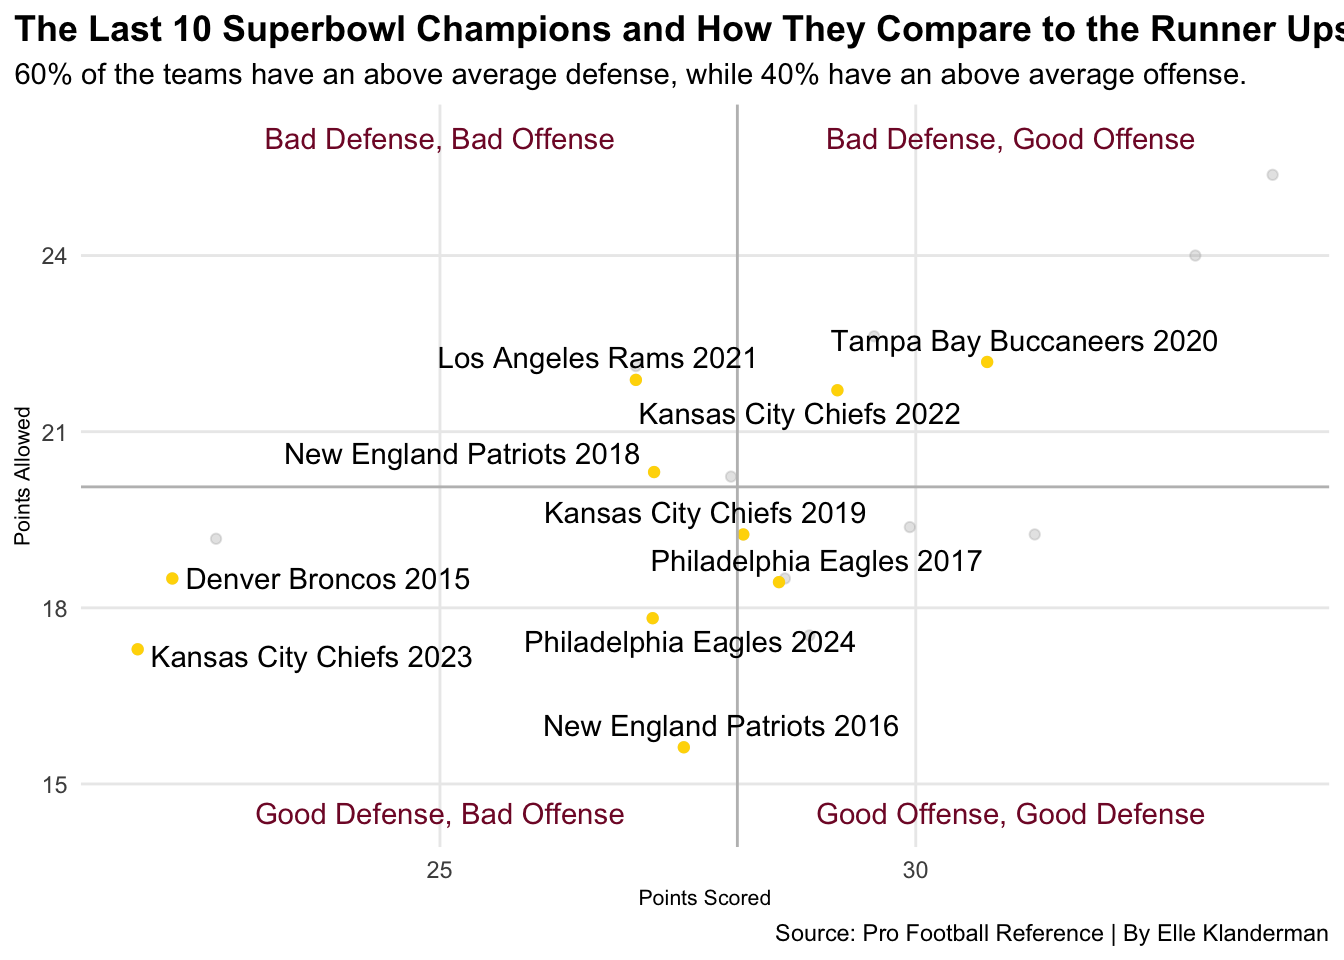 The Last 10 Superbowl Champions and How They Compare to the Runner Ups
60% of the teams have an above average defense, while 40% have an above average offense.
Bad Defense, Bad Offense
Bad Defense, Good Offense
24
Tampa Bay Buccaneers 2020
Los Angeles Rams 2021
Kansas City Chiefs 2022
21
New England Patriots 2018
Points Allowed
Kansas City Chiefs 2019
Philadelphia Eagles 2017
Denver Broncos 2015
18
Philadelphia Eagles 2024
Kansas City Chiefs 2023
New England Patriots 2016
15
Good Defense, Bad Offense
Good Offense, Good Defense
25
30
Points Scored
Source: Pro Football Reference | By Elle Klanderman